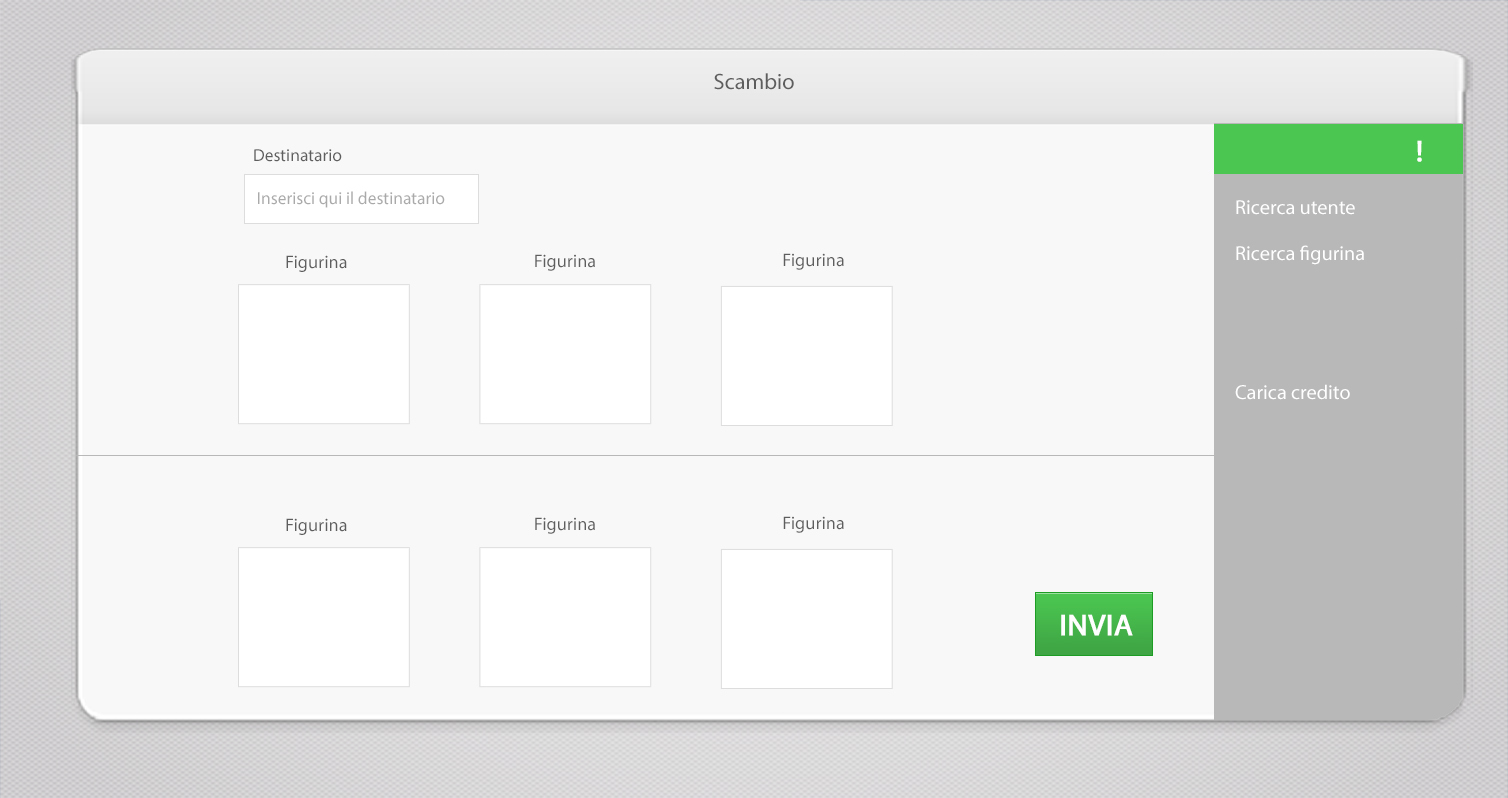 Scambio
!
Destinatario
Inserisci qui il destinatario
Ricerca utente
Ricerca figurina
Figurina Figurina Figurina
Carica credito
Figurina Figurina Figurina
INVIA